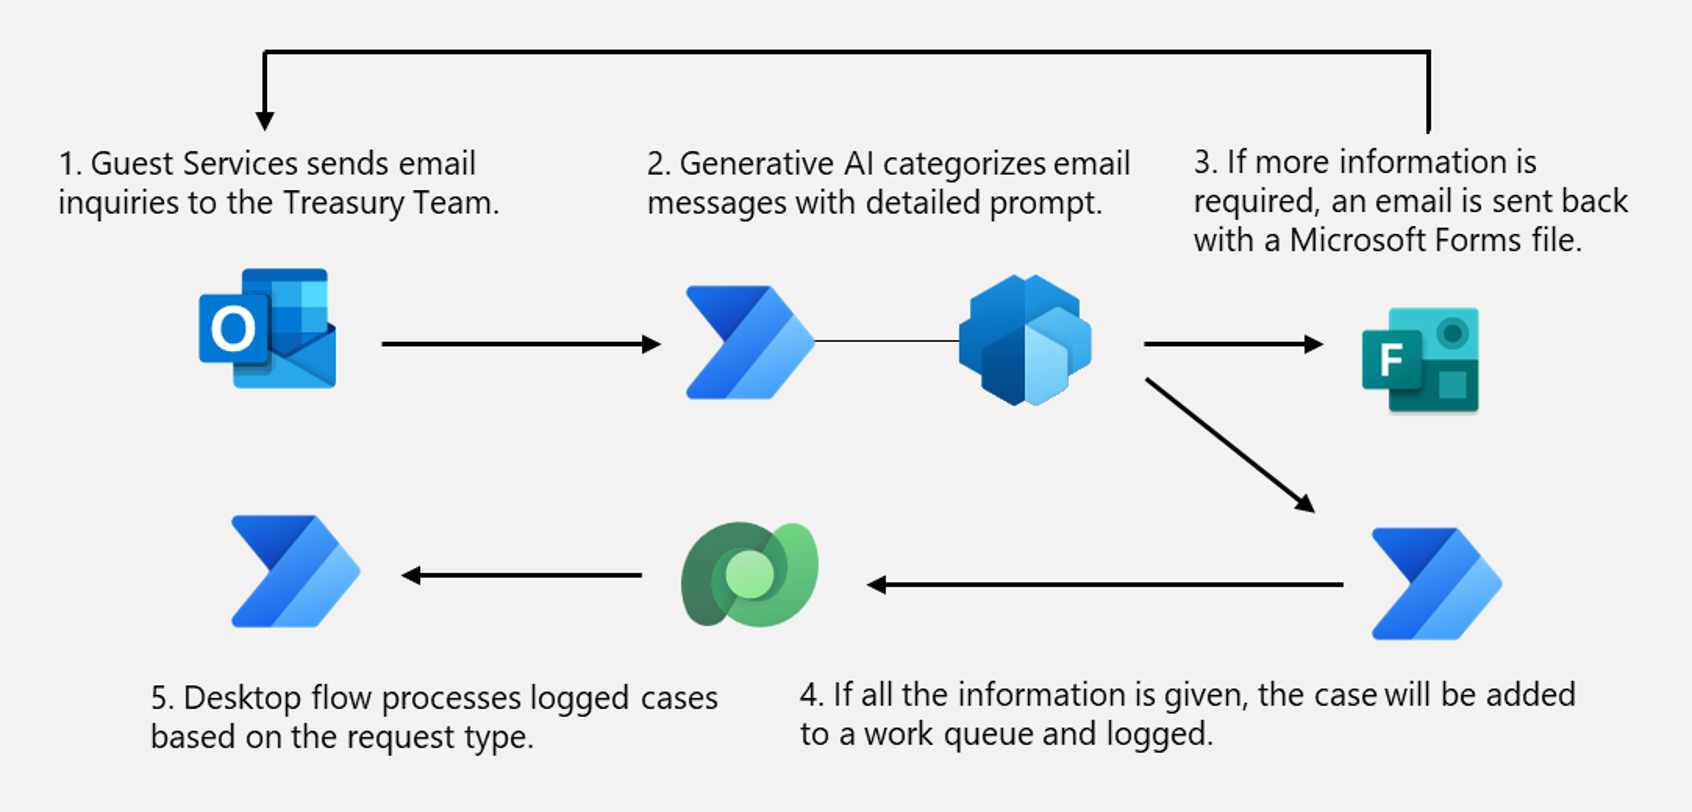 1. Guest Services sends email
inquiries to the Treasury Team.
2. Generative AI categorizes email
messages with detailed prompt.
3. If more information is
required, an email is sent back
with a Microsoft Forms file.
O
F
5. Desktop flow processes logged cases
based on the request type.
4. If all the information is given, the case will be added
to a work queue and logged.